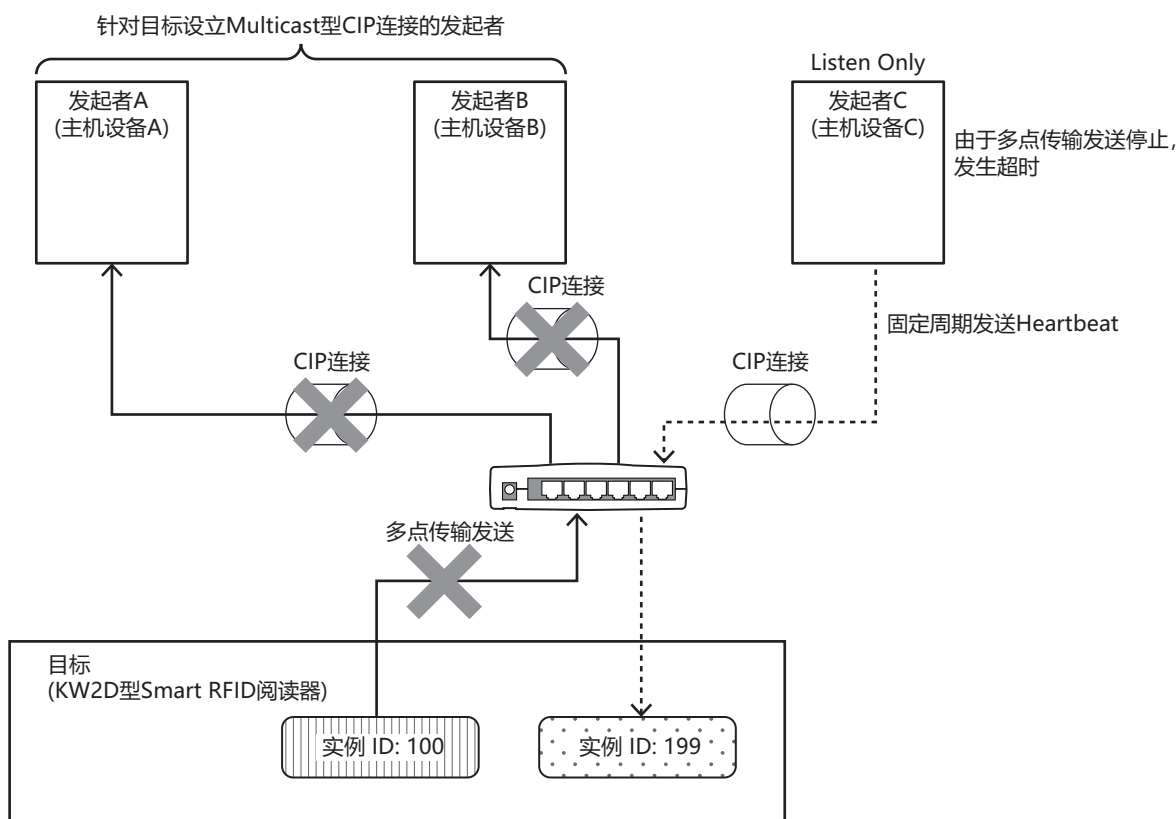 针对目标设立Multicast型CIP连接的发起者
Listen Only
发起者A
(主机设备A)
发起者B
(主机设备B)
发起者C
(主机设备C)
由于多点传输发送停止,
发生超时
CIP连接
固定周期发送Heartbeat
CIP连接
CIP连接
多点传输发送
目标
(KW2D型Smart RFID阅读器)
实例 ID: 100
实例 ID: 199